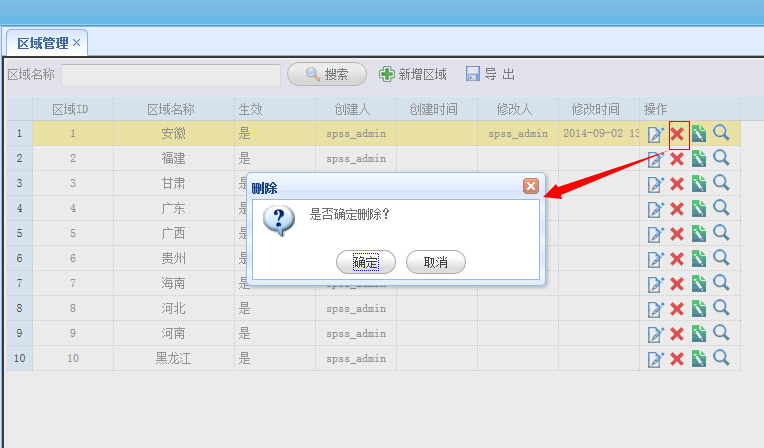 区域管理
区域名称 搜索 新增区域 导 出
区域ID 区域名称 生效 创建人 创建时间 修改人 修改时间 操作
1 1 安徽 是 spss_admin spss_admin 2014-09-02 13
2 2 福建 是 spss_admin
3 3 甘肃 是
4 4 广东 是
5 5 广西 是
6 6 贵州 是
7 7 海南 是
8 8 河北 是 spss_admin
9 9 河南 是 spss_admin
10 10 黑龙江 是 spss_admin
删除
是否确定删除?
确定 取消